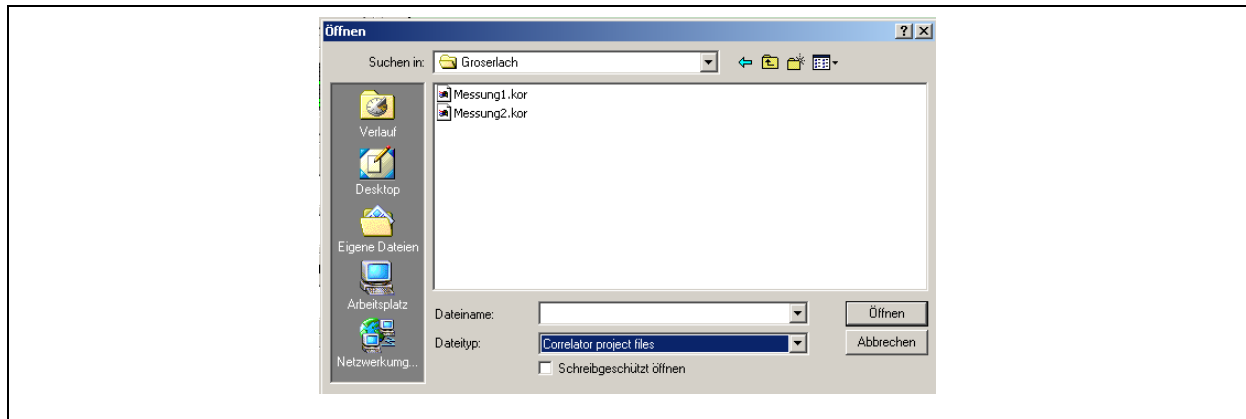 Öffnen
Suchen in: Groserlach
Messung1.kor
Messung2.kor
Verlauf
Desktop
Eigene Dateien
Arbeitsplatz
Netzwerkumg...
Dateiname:
Öffnen
Dateityp: Correlator project files
Abbrechen
Schreibgeschützt öffnen